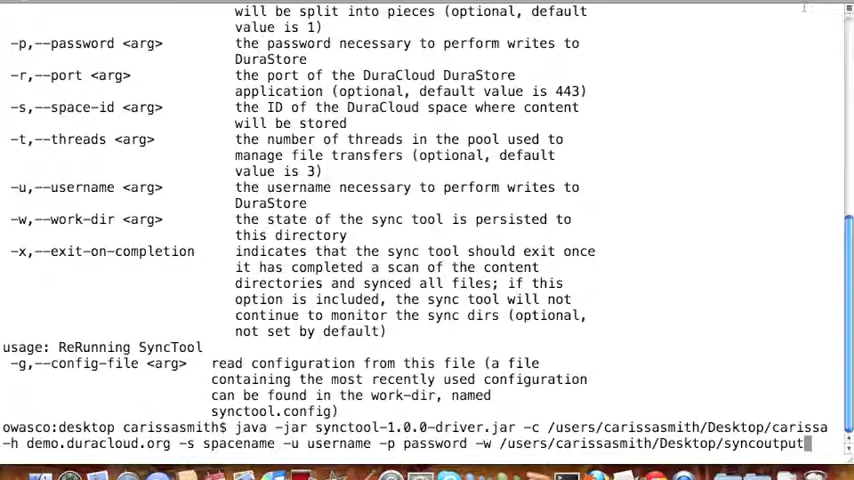 will be split into pieces (optional, default
value is 1)
-p,--password <arg> the password necessary to perform writes to
DuraStore
-r,--port <arg> the port of the DuraCloud DuraStore
application (optional, default value is 443)
-s,--space-id <arg> the ID of the DuraCloud space where content
will be stored
-t,--threads <arg> the number of threads in the pool used to
manage file transfers (optional, default
value is 3)
-u,--username <arg> the username necessary to perform writes to
DuraStore
-w,--work-dir <arg> the state of the sync tool is persisted to
this directory
-x,--exit-on-completion indicates that the sync tool should exit once
it has completed a scan of the content
directories and synced all files; if this
option is included, the sync tool will not
continue to monitor the sync dirs (optional,
not set by default)
usage: ReRunning SyncTool
-g,--config-file <arg> read configuration from this file (a file
containing the most recently used configuration
can be found in the work-dir, named
synctool.config)
owasco:desktop carissasmith$ java -jar synctool-1.0.0-driver.jar -c /users/carissasmith/Desktop/carissa
-h demo.duracloud.org -s spacename -u username -p password -w /users/carissasmith/Desktop/syncoutput